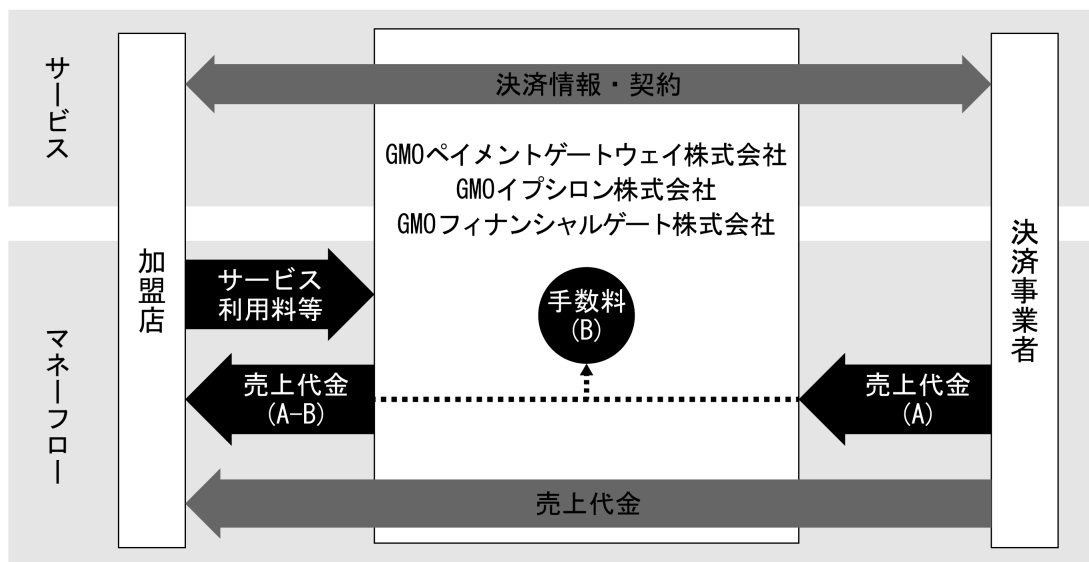 サービス
決済情報・契約
GMOペイメントゲートウェイ株式会社
GMOイプシロン株式会社
GMOフィナンシャルゲート株式会社
加盟店
決済事業者
マネーフロー
サービス
利用料等
手数料
(B)
売上代金
(A-B)
売上代金
(A)
売上代金